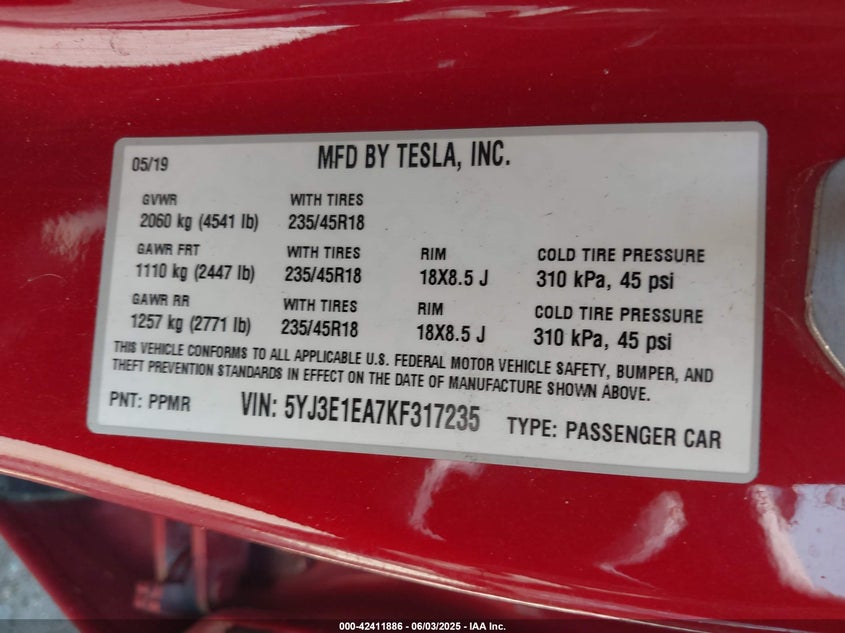 05/19 MFD BY TESLA, INC.
GVWR WITH TIRES
2060 kg (4541 lb) 235/45R18
GAWR FRT WITH TIRES RIM COLD TIRE PRESSURE
1110 kg (2447 lb) 235/45R18 18X8.5 J 310 kPa, 45 psi
GAWR RR WITH TIRES RIM COLD TIRE PRESSURE
1257 kg (2771 lb) 235/45R18 18X8.5 J 310 kPa, 45 psi
THIS VEHICLE CONFORMS TO ALL APPLICABLE U.S. FEDERAL MOTOR VEHICLE SAFETY, BUMPER, AND
THEFT PREVENTION STANDARDS IN EFFECT ON THE DATE OF MANUFACTURE SHOWN ABOVE.
PNT: PPMR VIN: 5YJ3E1EA7KF317235 TYPE: PASSENGER CAR
000-42411886 - 06/03/2025 - IAA Inc.